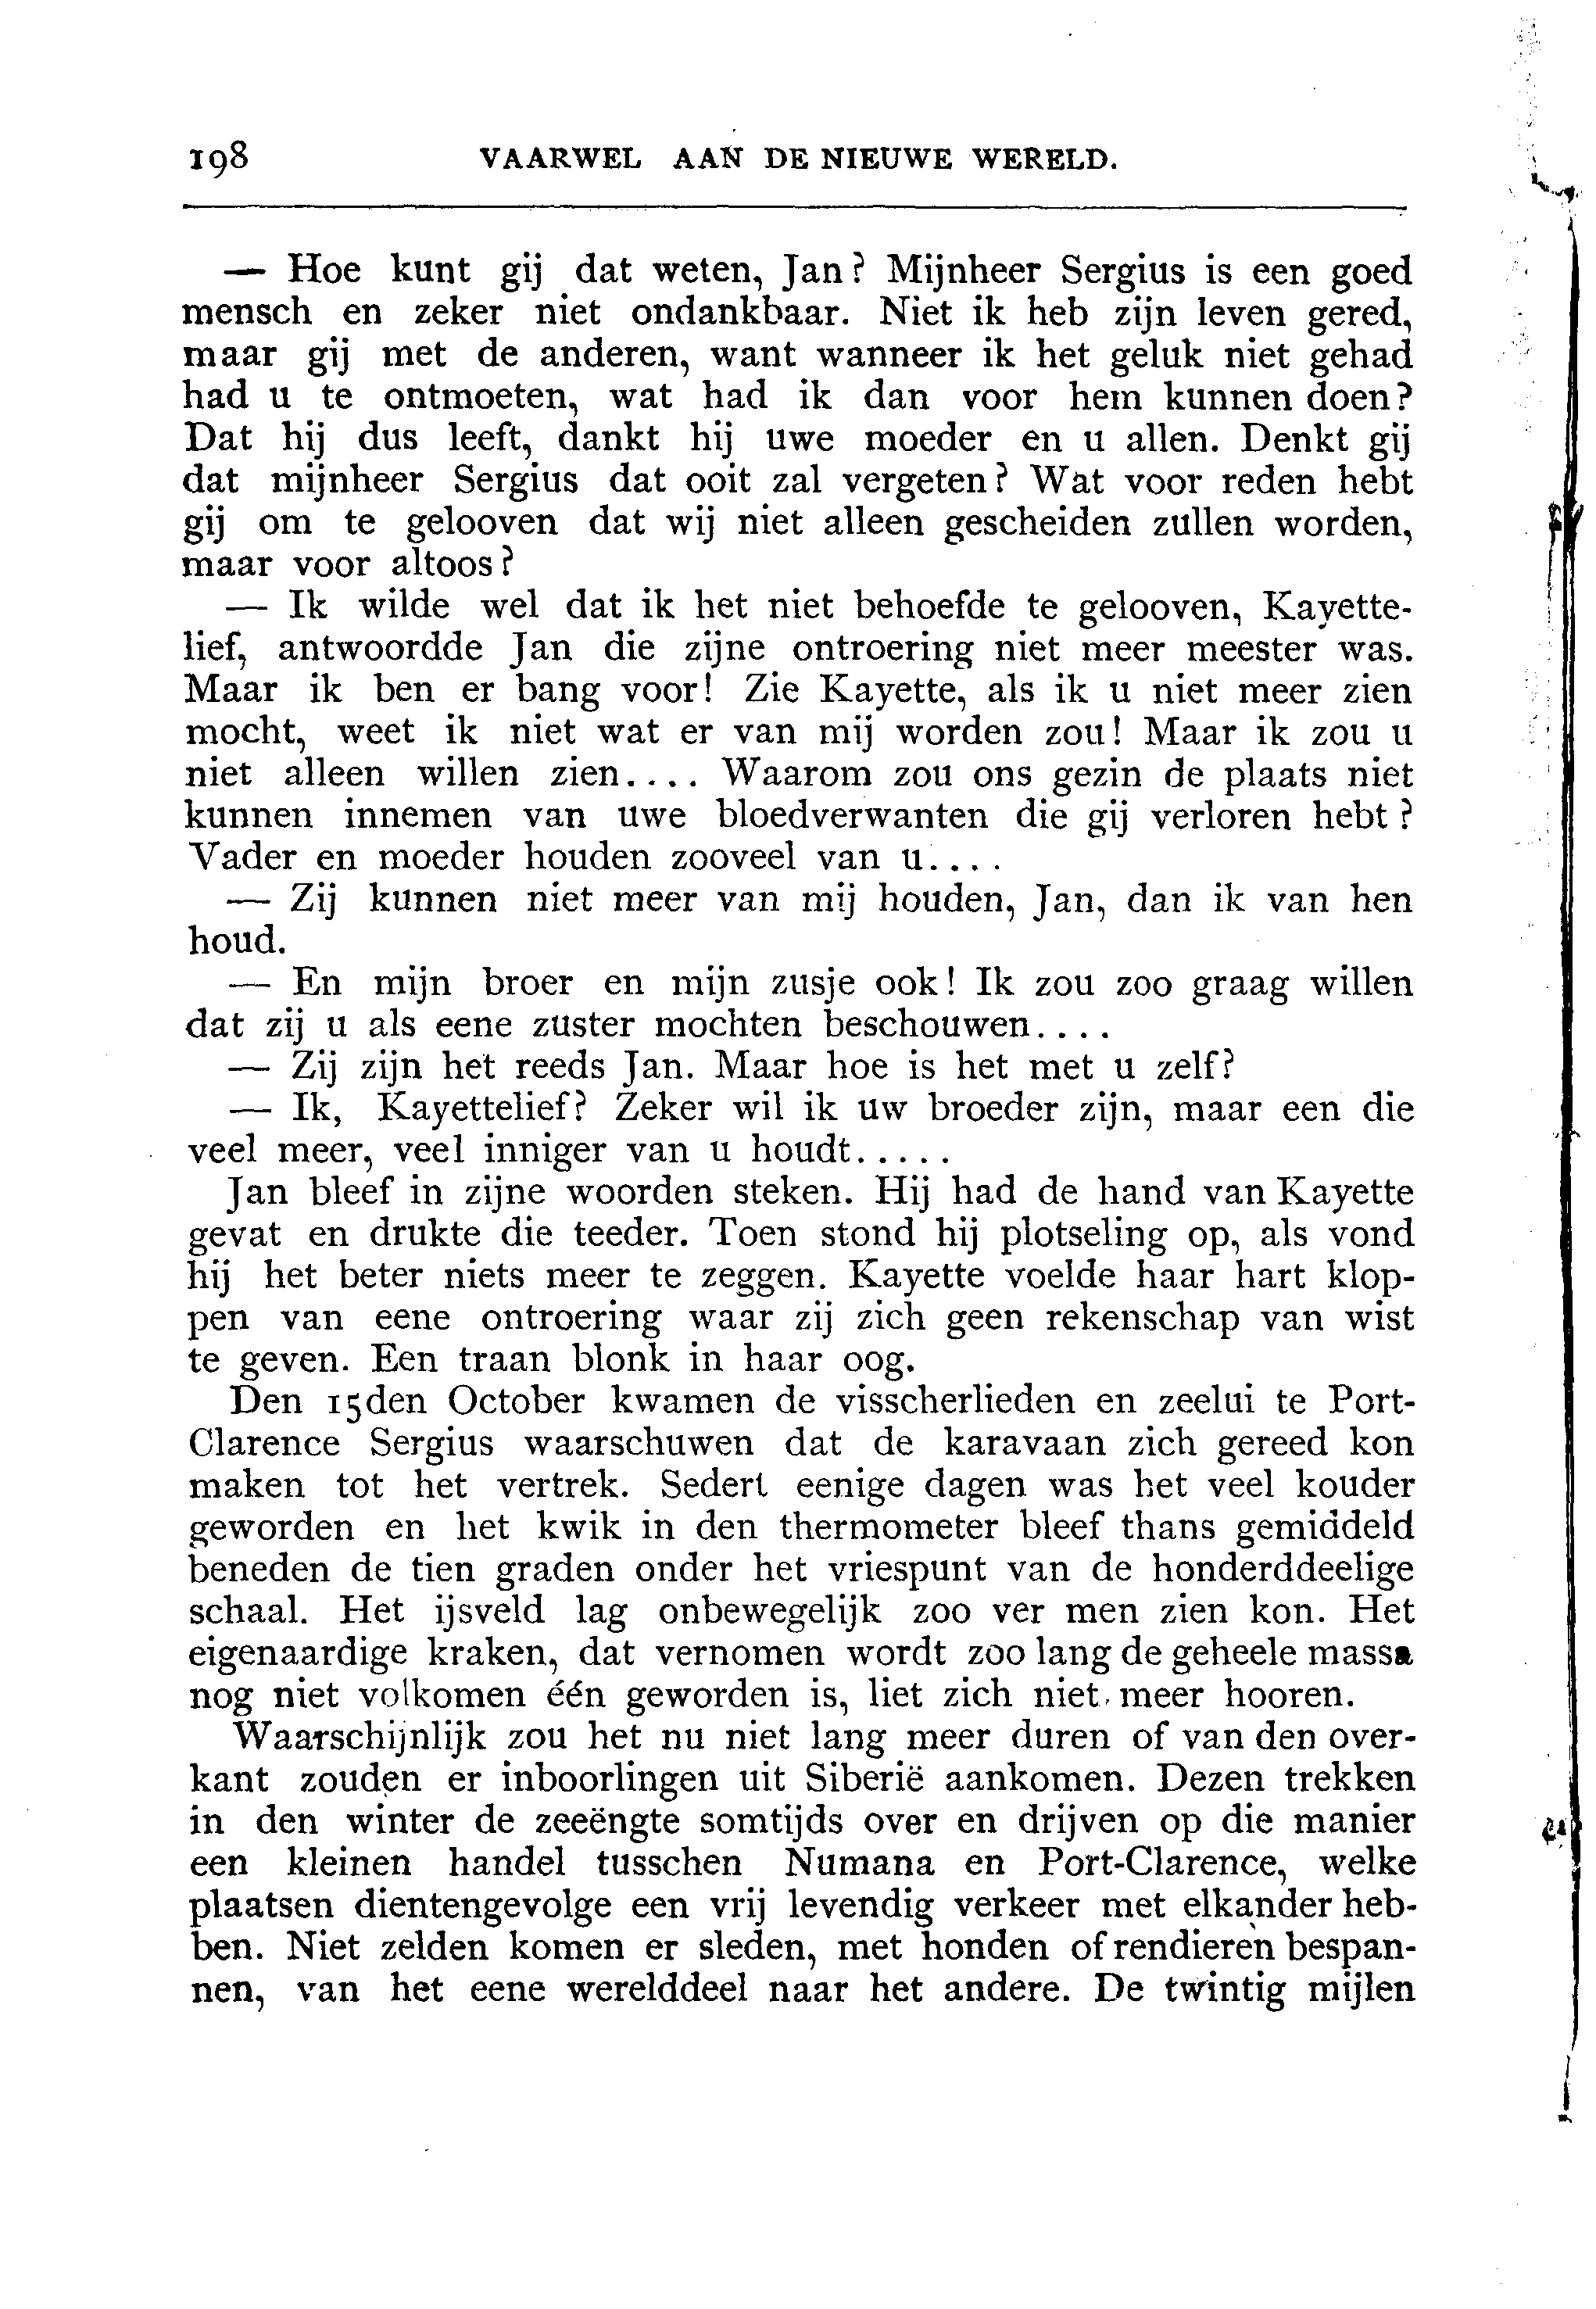 198 VAARWEL AAN DE NIEUWE WERELD.
— Hoe kunt gij dat weten, Jan? Mijnheer Sergius is een goed
mensch en zeker niet ondankbaar. Niet ik heb zijn leven gered,
maar gij met de anderen, want wanneer ik het geluk niet gehad
had u te ontmoeten, wat had ik dan voor hem kunnen doen?
Dat hij dus leeft, dankt hij uwe moeder en u allen. Denkt gij
dat mijnheer Sergius dat ooit zal vergeten? Wat voor reden hebt
gij om te gelooven dat wij niet alleen gescheiden zullen worden,
maar voor altoos?
— Ik wilde wel dat ik het niet behoefde te gelooven, Kayette-
lief, antwoordde Jan die zijne ontroering niet meer meester was.
Maar ik ben er bang voor! Zie Kayette, als ik u niet meer zien
mocht, weet ik niet wat er van mij worden zou! Maar ik zou u
niet alleen willen zien.... Waarom zou ons gezin de plaats niet
kunnen innemen van uwe bloedverwanten die gij verloren hebt?
Vader en moeder houden zooveel van u....
— Zij kunnen niet meer van mij houden, Jan, dan ik van hen
houd.
— En mijn broer en mijn zusje ook! Ik zou zoo graag willen
dat zij u als eene zuster mochten beschouwen....
— Zij zijn het reeds Jan. Maar hoe is het met u zelf?
— Ik, Kayettelief? Zeker wil ik uw broeder zijn, maar een die
veel meer, veel inniger van u houdt.....
Jan bleef in zijne woorden steken. Hij had de hand van Kayette
gevat en drukte die teeder. Toen stond hij plotseling op, als vond
hij het beter niets meer te zeggen. Kayette voelde haar hart klop-
pen van eene ontroering waar zij zich geen rekenschap van wist
te geven. Een traan blonk in haar oog.
Den 15den October kwamen de visscherlieden en zeelui te Port-
Clarence Sergius waarschuwen dat de karavaan zich gereed kon
maken tot het vertrek. Sedert eenige dagen was het veel kouder
geworden en het kwik in den thermometer bleef thans gemiddeld
beneden de tien graden onder het vriespunt van de honderddeelige
schaal. Het ijsveld lag onbewegelijk zoo ver men zien kon. Het
eigenaardige kraken, dat vernomen wordt zoo lang de geheele massa
nog niet volkomen één geworden is, liet zich niet meer hooren.
Waarschijnlijk zou het nu niet lang meer duren of van den over-
kant zouden er inboorlingen uit Siberië aankomen. Dezen trekken
in den winter de zeeëngte somtijds over en drijven op die manier
een kleinen handel tusschen Numana en Port-Clarence, welke
plaatsen dientengevolge een vrij levendig verkeer met elkander heb-
ben. Niet zelden komen er sleden, met honden of rendieren bespan-
nen, van het eene werelddeel naar het andere. De twintig mijlen